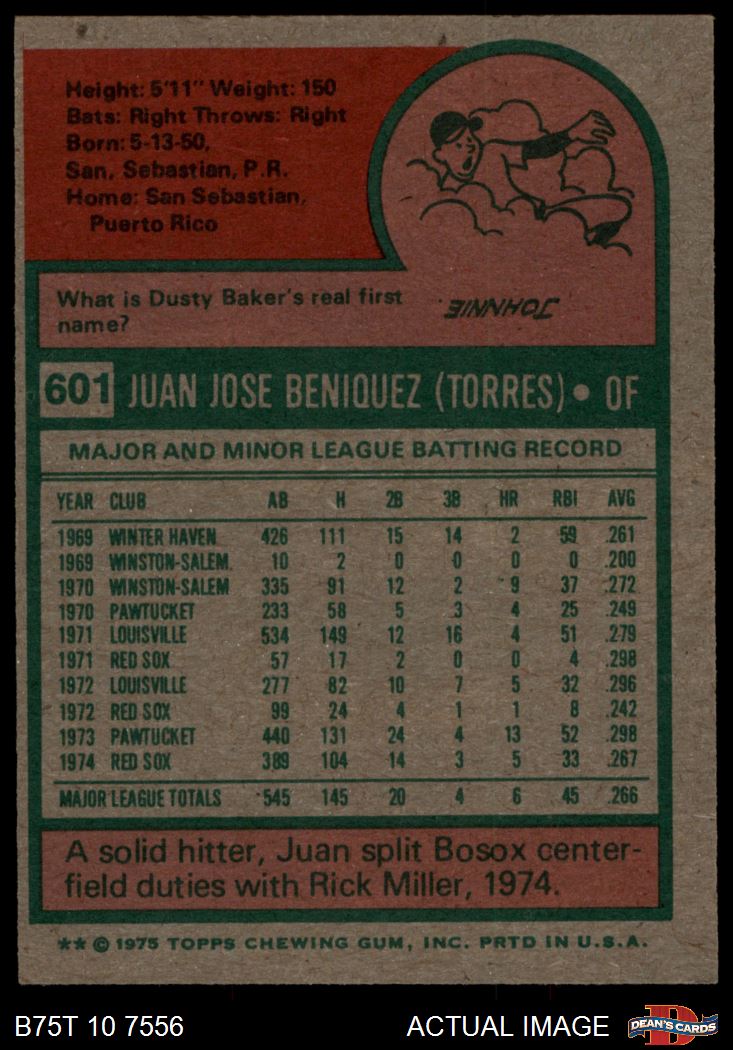 Height: 5'11" Weight: 150
Bats: Right Throws: Right
Born: 5-13-50,
San, Sebastian, P.R.
Home: San Sebastian,
Puerto Rico
What is Dusty Baker's real first
name?
JOHNNIE
601 JUAN JOSE BENIQUEZ (TORRES) • OF
MAJOR AND MINOR LEAGUE BATTING RECORD
YEAR CLUB AB H 2B 3B HR RBI AVG
1969 WINTER HAVEN 426 111 15 14 2 59 .261
1969 WINSTON-SALEM. 10 2 0 0 0 0 .200
1970 WINSTON-SALEM 335 91 12 2 9 37 .272
1970 PAWTUCKET 233 58 5 3 4 25 .249
1971 LOUISVILLE 534 149 12 16 4 51 .279
1971 RED SOX 57 17 2 0 0 4 .298
1972 LOUISVILLE 277 82 10 7 5 32 .296
1972 RED SOX 99 24 4 1 1 8 .242
1973 PAWTUCKET 440 131 24 4 13 52 .298
1974 RED SOX 389 104 14 3 5 33 .267
MAJOR LEAGUE TOTALS 545 145 20 4 6 45 .266
A solid hitter, Juan split Bosox center-
field duties with Rick Miller, 1974.
** © 1975 TOPPS CHEWING GUM, INC. PRTD IN U.S.A.
B75T 10 7556 ACTUAL IMAGE DEAN'S CARDS